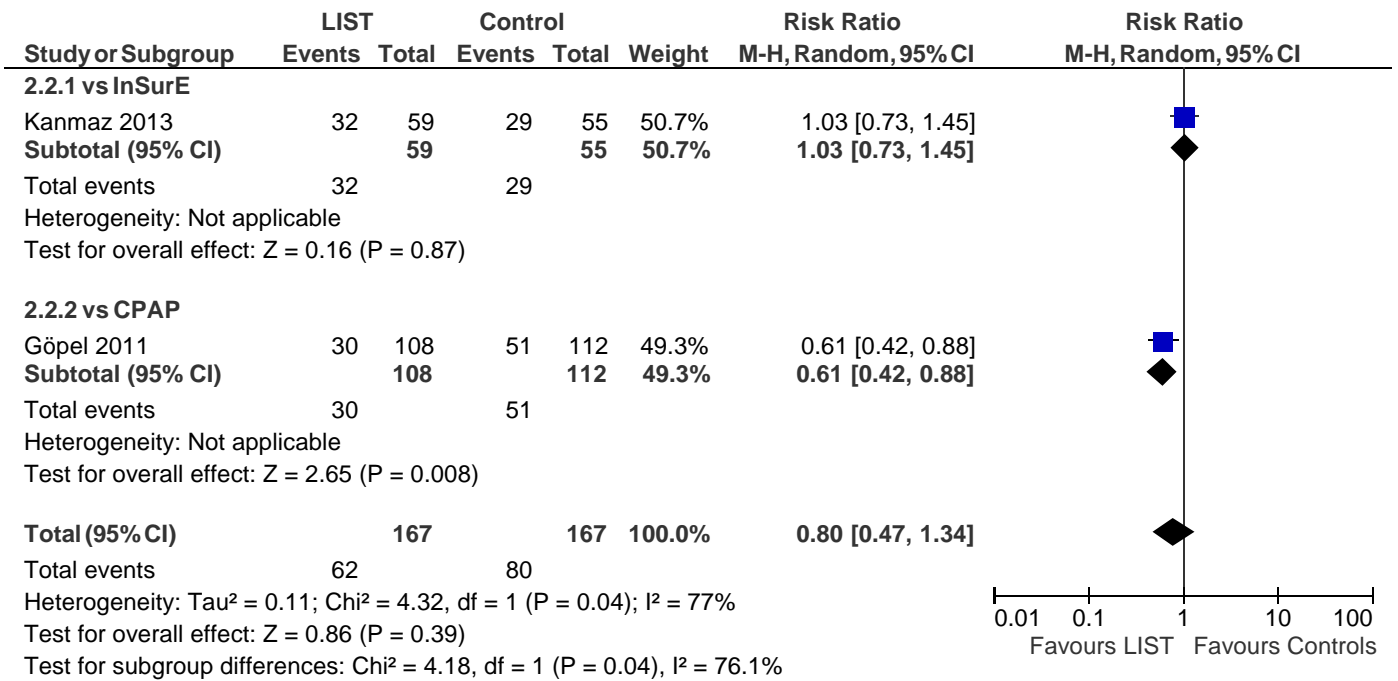 LIST Control Risk Ratio Risk Ratio
Study or Subgroup Events Total Events Total Weight M-H, Random, 95% CI M-H, Random, 95% CI
2.2.1 vs InSurE
Kanmaz 2013 32 59 29 55 50.7% 1.03 [0.73, 1.45]
Subtotal (95% CI) 59 55 50.7% 1.03 [0.73, 1.45]
Total events 32 29
Heterogeneity: Not applicable
Test for overall effect: Z = 0.16 (P = 0.87)
2.2.2 vs CPAP
Göpel 2011 30 108 51 112 49.3% 0.61 [0.42, 0.88]
Subtotal (95% CI) 108 112 49.3% 0.61 [0.42, 0.88]
Total events 30 51
Heterogeneity: Not applicable
Test for overall effect: Z = 2.65 (P = 0.008)
Total (95% CI) 167 167 100.0% 0.80 [0.47, 1.34]
Total events 62 80
Heterogeneity: Tau² = 0.11; Chi² = 4.32, df = 1 (P = 0.04); I² = 77%
Test for overall effect: Z = 0.86 (P = 0.39)
Test for subgroup differences: Chi² = 4.18, df = 1 (P = 0.04), I² = 76.1%
0.01 0.1 1 10 100
Favours LIST Favours Controls